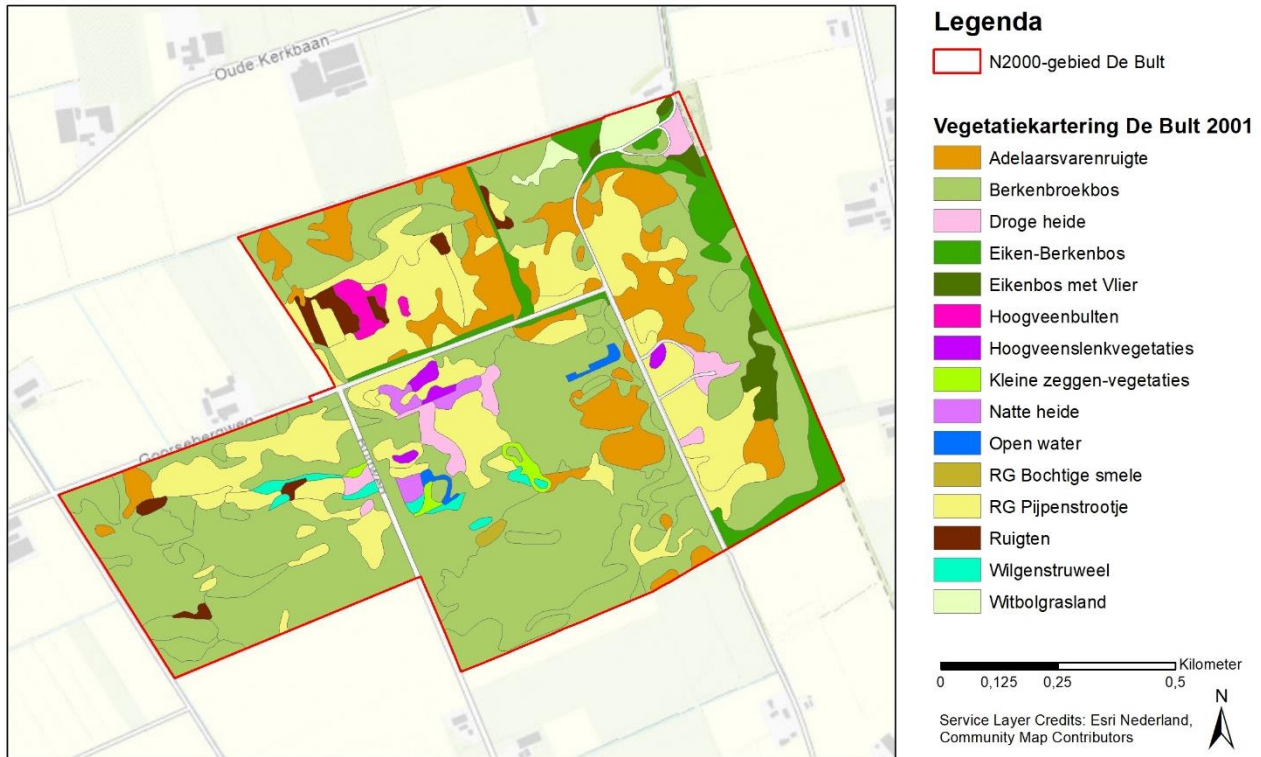 Oude Kerkbaan
Goorsebergweg
Legenda
N2000-gebied De Bult
Vegetatiekartering De Bult 2001
Adelaarsvarenruigte
Berkenbroekbos
Droge heide
Eiken-Berkenbos
Eikenbos met Vlier
Hoogveenbulten
Hoogveenslenkvegetaties
Kleine zeggen-vegetaties
Natte heide
Open water
RG Bochtige smele
RG Pijpenstrootje
Ruigten
Wilgenstruweel
Witbolgrasland
Kilometer
0 0,125 0,25 0,5
N
Service Layer Credits: Esri Nederland,
Community Map Contributors